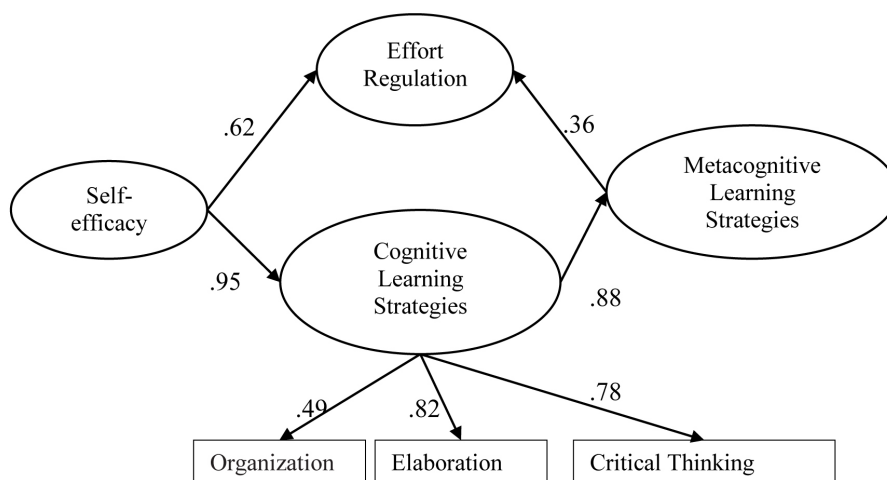 Effort
Regulation
.62
.36
Metacognitive
Learning
Strategies
Self-
efficacy
Cognitive
Learning
Strategies
.95
.88
.49
.82
.78
Organization
Elaboration
Critical Thinking